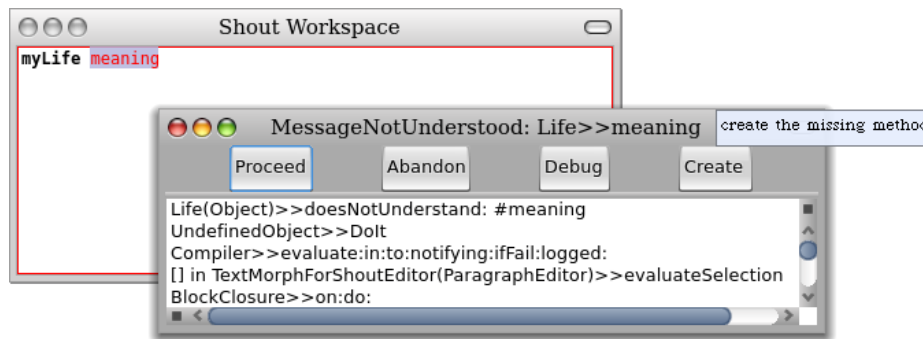 Shout Workspace
myLife meaning
MessageNotUnderstood: Life>>meaning
create the missing method
Proceed Abandon Debug Create
Life(Object)>>doesNotUnderstand: #meaning
UndefinedObject>>DoIt
Compiler>>evaluate:in:to:notifying:ifFail:logged:
[] in TextMorphForShoutEditor(ParagraphEditor)>>evaluateSelection
BlockClosure>>on:do: